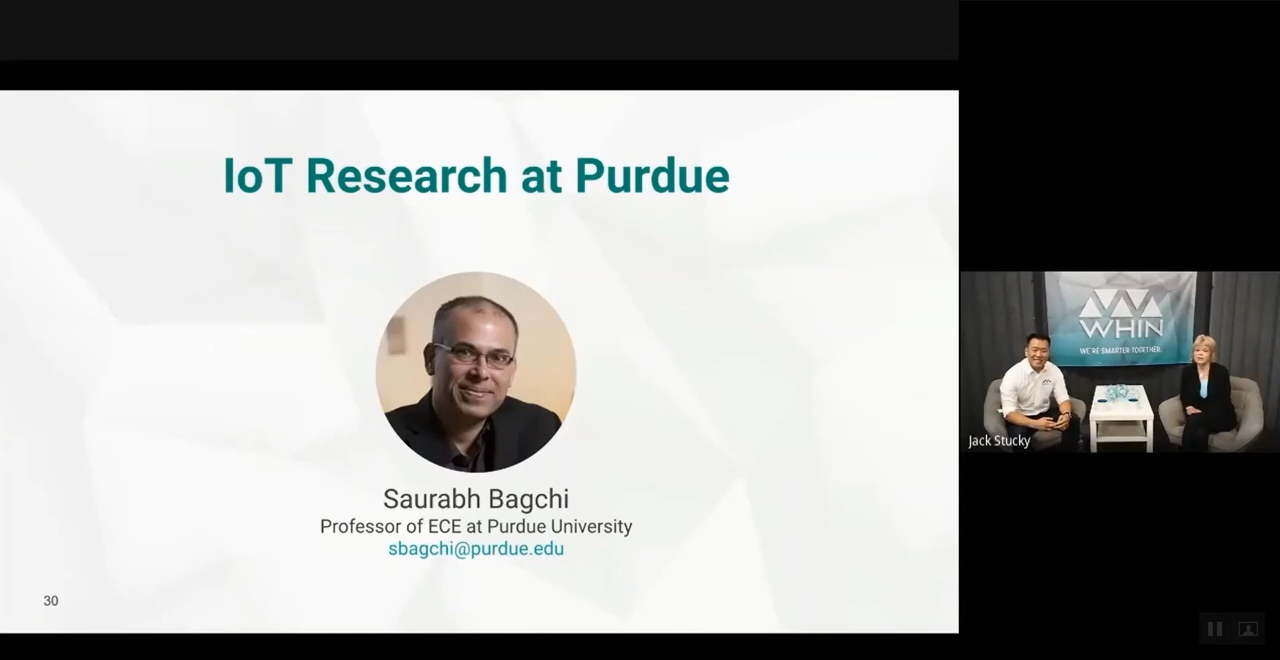 IoT Research at Purdue
Saurabh Bagchi
Professor of ECE at Purdue University
sbagchi@purdue.edu
30
WHIN
WE'RE SMARTER TOGETHER.
Jack Stucky